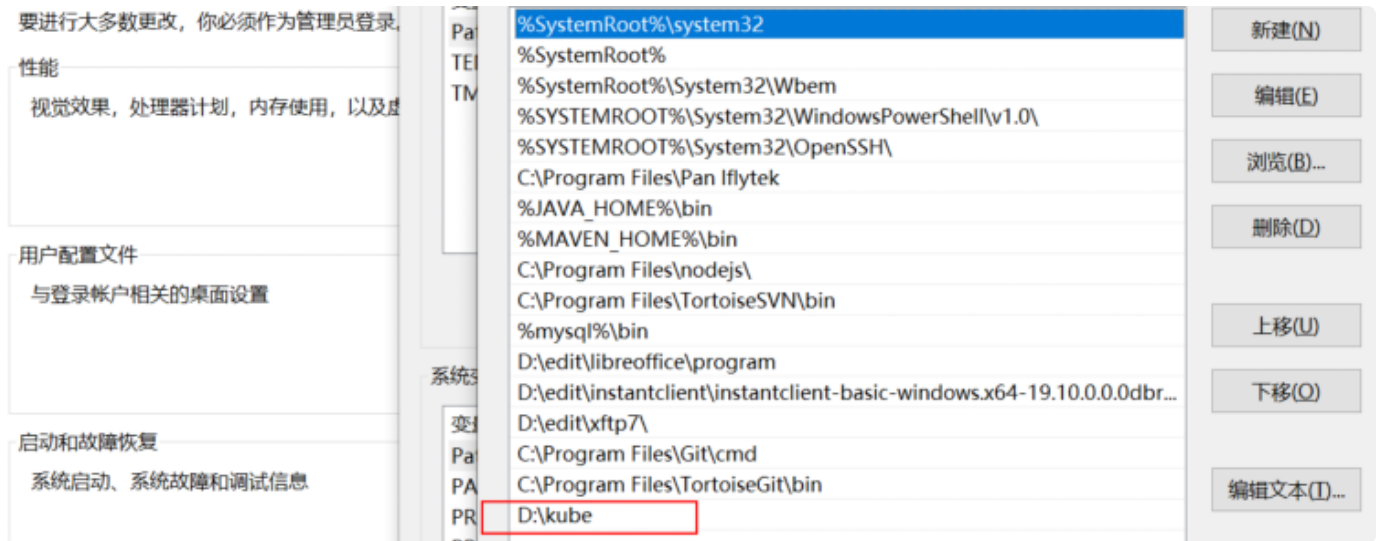 要进行大多数更改，你必须作为管理员登录。
性能
视觉效果，处理器计划，内存使用，以及虚
用户配置文件
与登录帐户相关的桌面设置
启动和故障恢复
系统启动、系统故障和调试信息
Pa
TE
TM
系统变
变量
Pa
PA
PR
%SystemRoot%\system32
%SystemRoot%
%SystemRoot%\System32\Wbem
%SYSTEMROOT%\System32\WindowsPowerShell\v1.0\
%SYSTEMROOT%\System32\OpenSSH\
C:\Program Files\Pan Iflytek
%JAVA_HOME%\bin
%MAVEN_HOME%\bin
C:\Program Files\nodejs\
C:\Program Files\TortoiseSVN\bin
%mysql%\bin
D:\edit\libreoffice\program
D:\edit\instantclient\instantclient-basic-windows.x64-19.10.0.0.0dbr...
D:\edit\xftp7\
C:\Program Files\Git\cmd
C:\Program Files\TortoiseGit\bin
D:\kube
新建(N)
编辑(E)
浏览(B)...
删除(D)
上移(U)
下移(O)
编辑文本(T)...